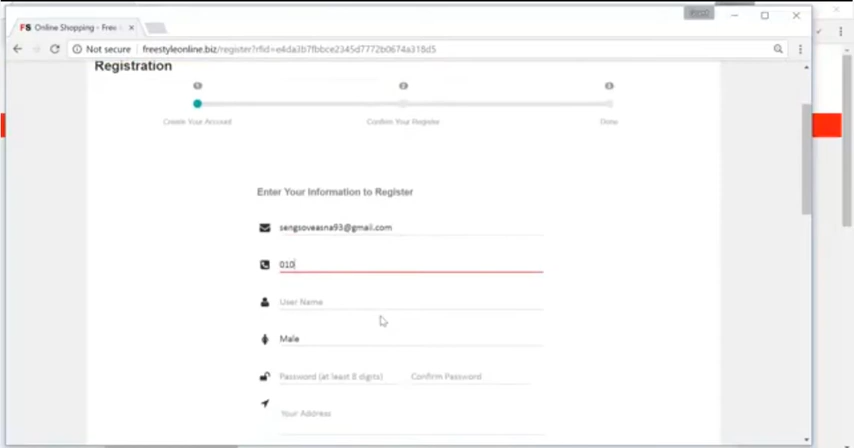 FS Online Shopping - Free
Not secure
freestyleonline.biz/register?rfid=e4da3b7fbbce2345d7772b0674a318d5
Registration
Create Your Account
Confirm Your Register
Done
Enter Your Information to Register
sengsoveasna93@gmail.com
010
User Name
Male
Password (at least 8 digits) Confirm Password
Your Address